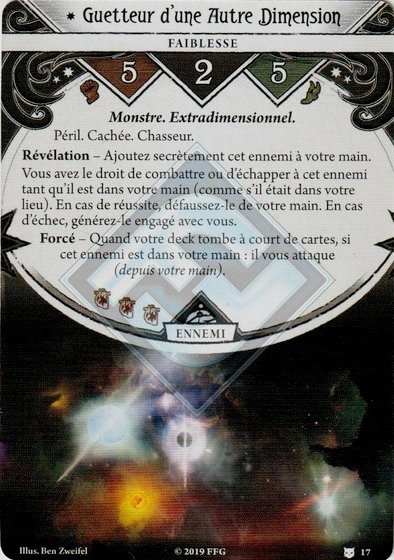 * Guetteur d'une Autre Dimension
FAIBLESSE
5 2 5
Monstre. Extradimensionnel.
Péril. Cachée. Chasseur.
Révélation – Ajoutez secrètement cet ennemi à votre main.
Vous avez le droit de combattre ou d'échapper à cet ennemi
tant qu'il est dans votre main (comme s'il était dans votre
lieu). En cas de réussite, défaussez-le de votre main. En cas
d'échec, générez-le engagé avec vous.
Forcé – Quand votre deck tombe à court de cartes, si
cet ennemi est dans votre main : il vous attaque
(depuis votre main).
ENNEMI
Illus. Ben Zweifel © 2019 FFG 17